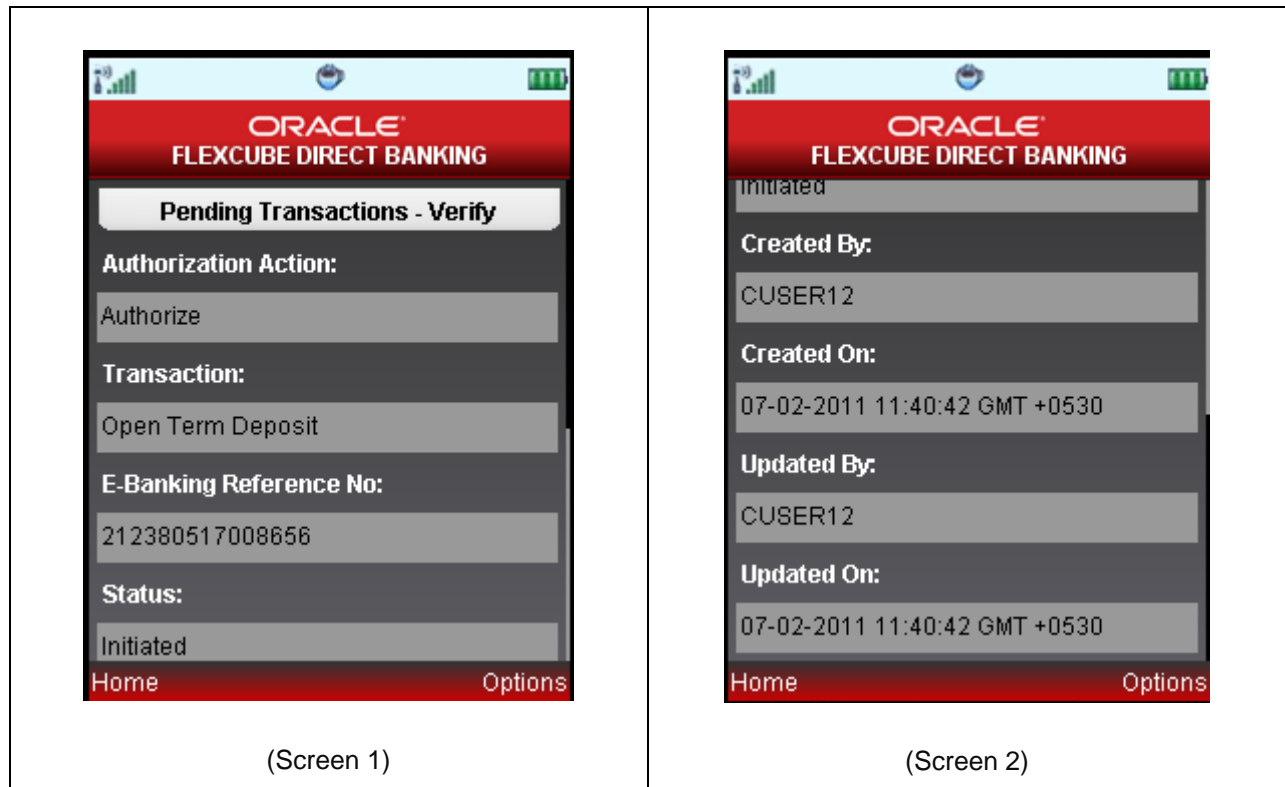 ORACLE
FLEXCUBE DIRECT BANKING
Pending Transactions - Verify
Authorization Action:
Authorize
Transaction:
Open Term Deposit
E-Banking Reference No:
212380517008656
Status:
Initiated
Home Options
(Screen 1)
ORACLE
FLEXCUBE DIRECT BANKING
Initiated
Created By:
CUSER12
Created On:
07-02-2011 11:40:42 GMT +0530
Updated By:
CUSER12
Updated On:
07-02-2011 11:40:42 GMT +0530
Home Options
(Screen 2)